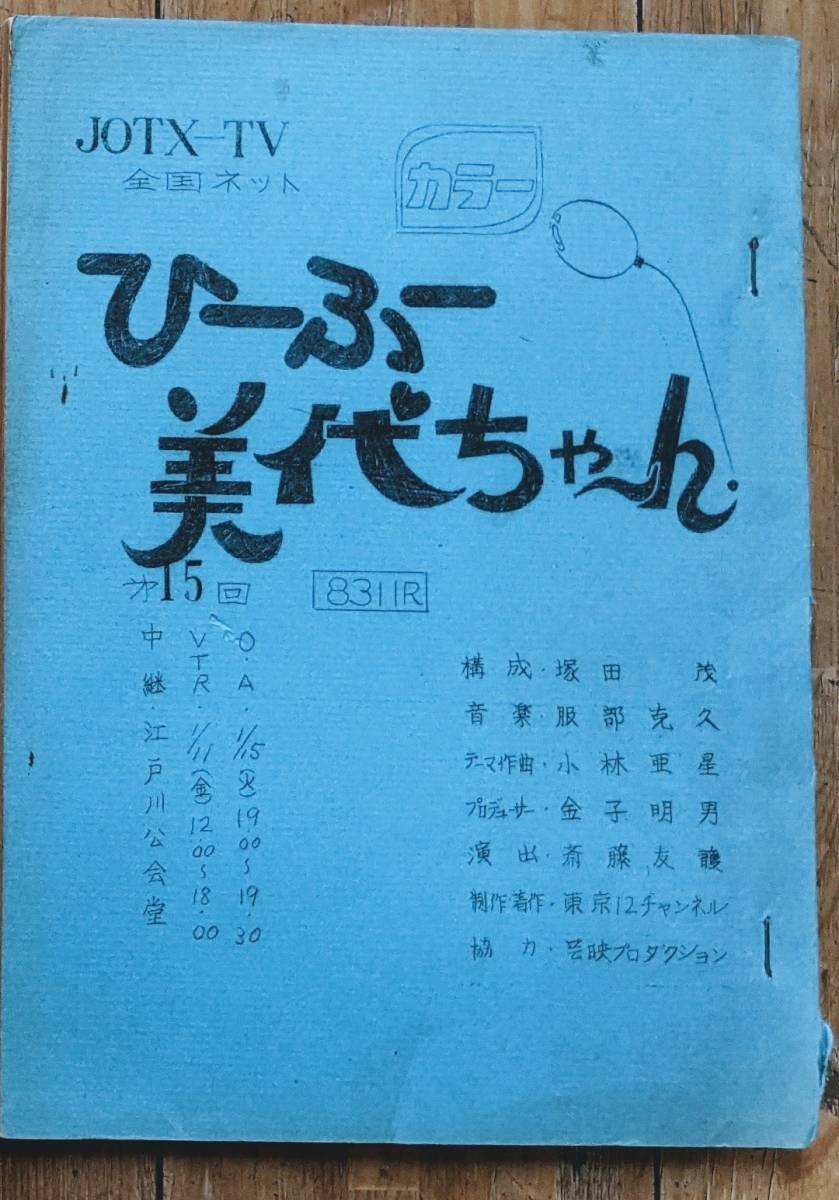 JOTX-TV
全国ネット
カラー
ひーふー
美代ちゃん
才15回
8311R
O.A. 1/15(火) 19.00〜19.30
VTR. 1/11(金) 12.00〜18.00
中継.江戸川公会堂
構成.塚田 茂
音楽.服部克久
テーマ作曲.小林亜星
プロデューサー.金子明男
演出.斎藤友護
制作著作.東京12チャンネル
協力.芸映プロダクション